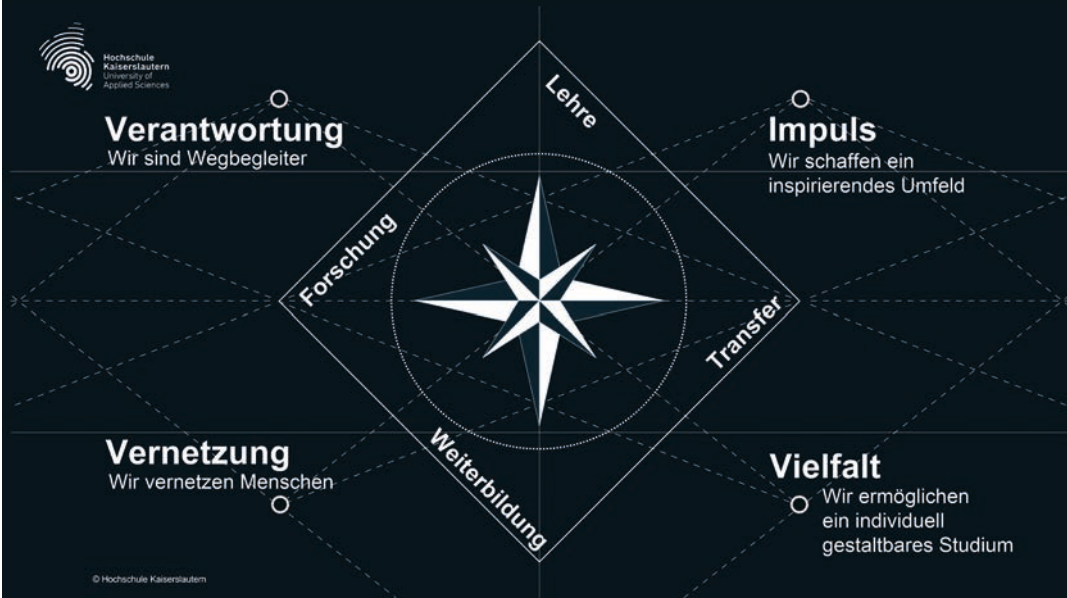 Hochschule
Kaiserslautern
University of
Applied Sciences
Verantwortung
Wir sind Wegbegleiter
Lehre
Impuls
Wir schaffen ein
inspirierendes Umfeld
Forschung
Transfer
Vernetzung
Wir vernetzen Menschen
Weiterbildung
Vielfalt
Wir ermöglichen
ein individuell
gestaltbares Studium
© Hochschule Kaiserslautern